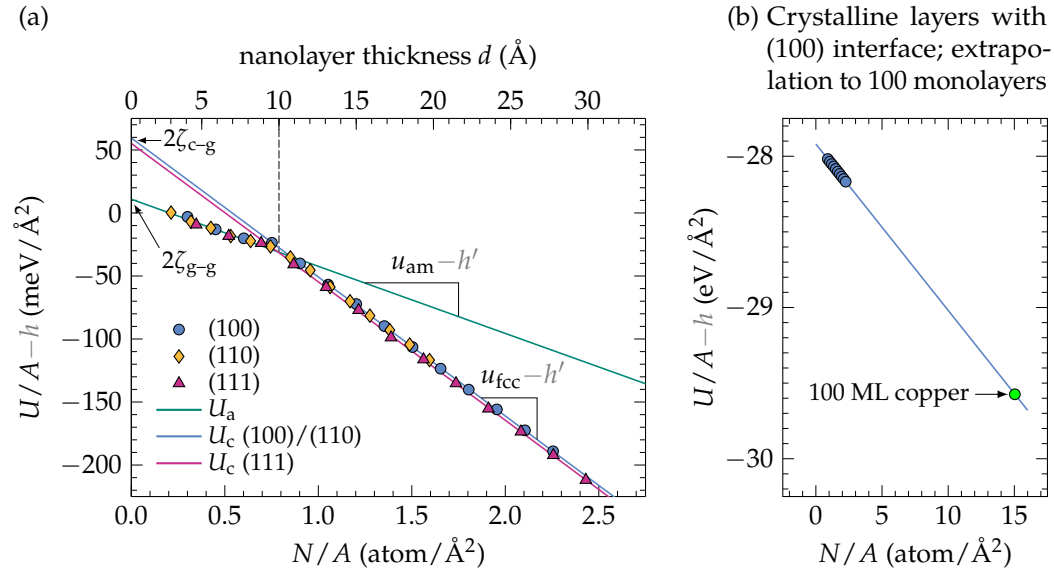 (a)
nanolayer thickness d (Å)
0 5 10 15 20 25 30
50
0
−50
−100
−150
−200
U/A−h (meV/Å²)
2ζc–g
2ζg–g
uam−h′
ufcc−h′
(100)
(110)
(111)
Ua
Uc (100)/(110)
Uc (111)
0.0 0.5 1.0 1.5 2.0 2.5
N/A (atom/Å²)
(b) Crystalline layers with
(100) interface; extrapo-
lation to 100 monolayers
−28
−29
−30
U/A−h (eV/Å²)
100 ML copper
0 5 10 15
N/A (atom/Å²)